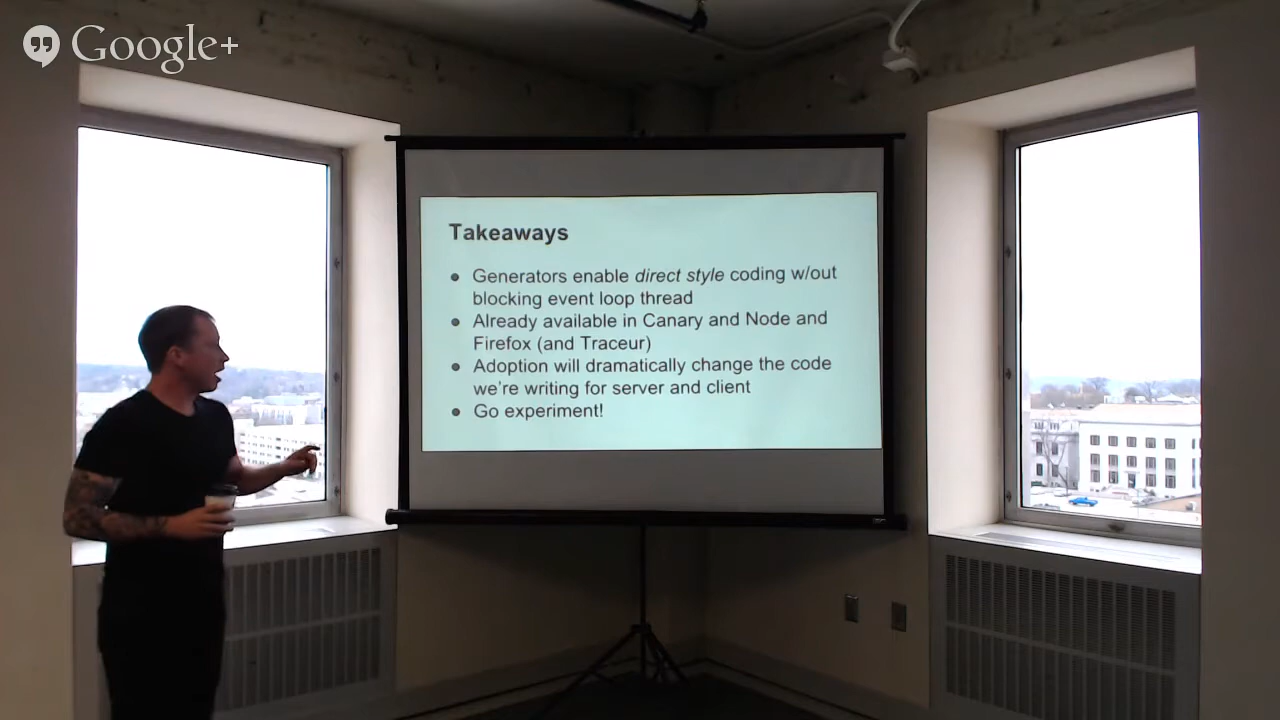 Google+
Takeaways
● Generators enable direct style coding w/out
blocking event loop thread
● Already available in Canary and Node and
Firefox (and Traceur)
● Adoption will dramatically change the code
we're writing for server and client
● Go experiment!